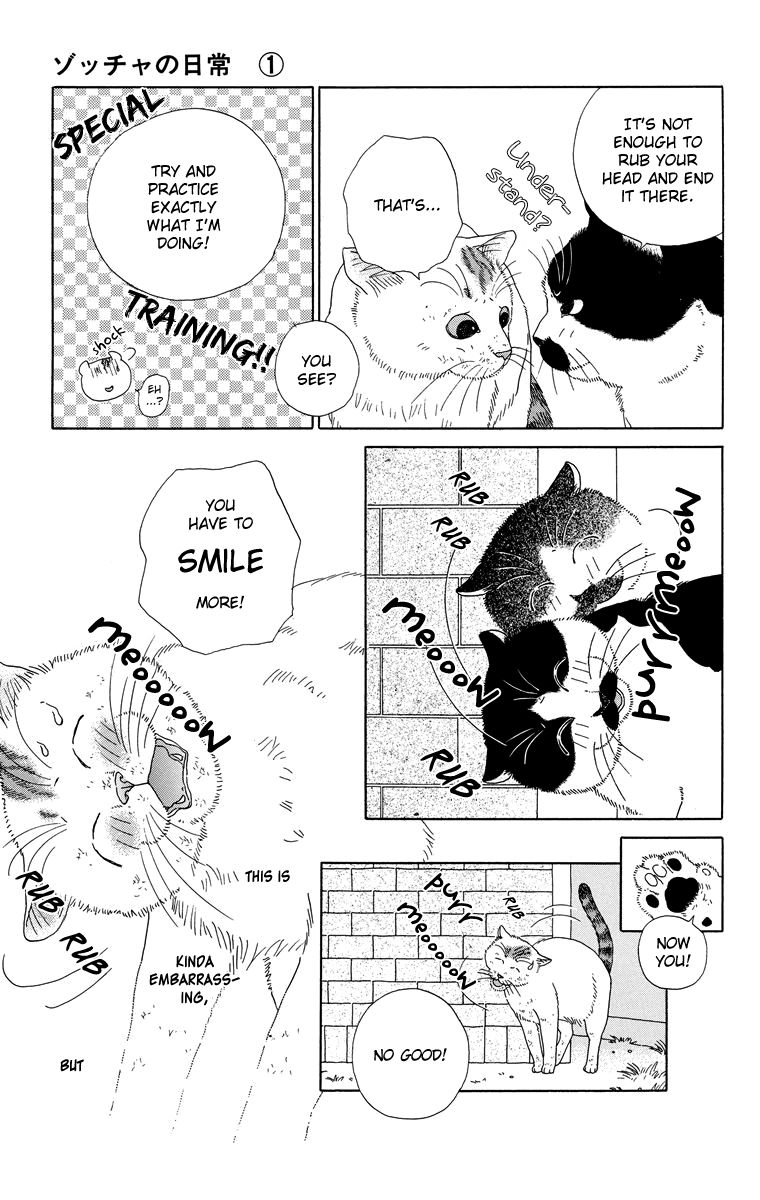 ゾッチャの日常 ①
IT'S NOT
ENOUGH TO
RUB YOUR
HEAD AND END
IT THERE.
Under-
stand?
THAT'S...
YOU
SEE?
SPECIAL
TRY AND
PRACTICE
EXACTLY
WHAT I'M
DOING!
TRAINING!!
shock
EH
...?
RUB
RUB
purrrmeooow
meooow
RUB
NOW
YOU!
purr
meooooow
RUB
NO GOOD!
YOU
HAVE TO
SMILE
MORE!
meooooow
RUB
RUB
THIS IS
KINDA
EMBARRASS-
ING,
BUT